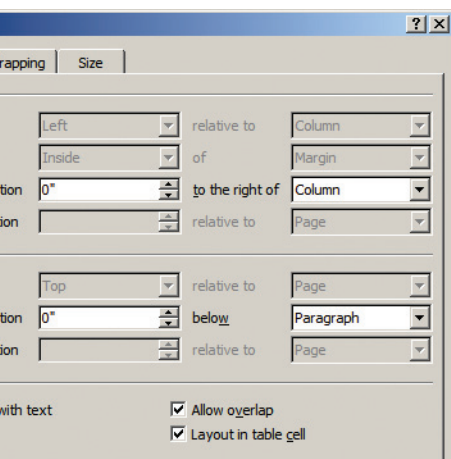 rapping Size
Left relative to Column
Inside of Margin
tion 0" to the right of Column
tion relative to Page
Top relative to Page
tion 0" below Paragraph
tion relative to Page
with text Allow overlap
Layout in table cell